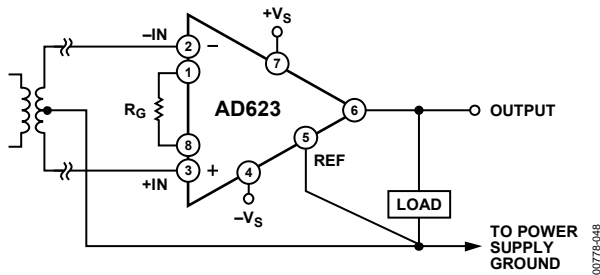 +VS
–IN
2
–
7
1
RG
AD623
6
OUTPUT
5
8
REF
+IN
3
+
4
LOAD
–VS
TO POWER
SUPPLY
GROUND
00778-048